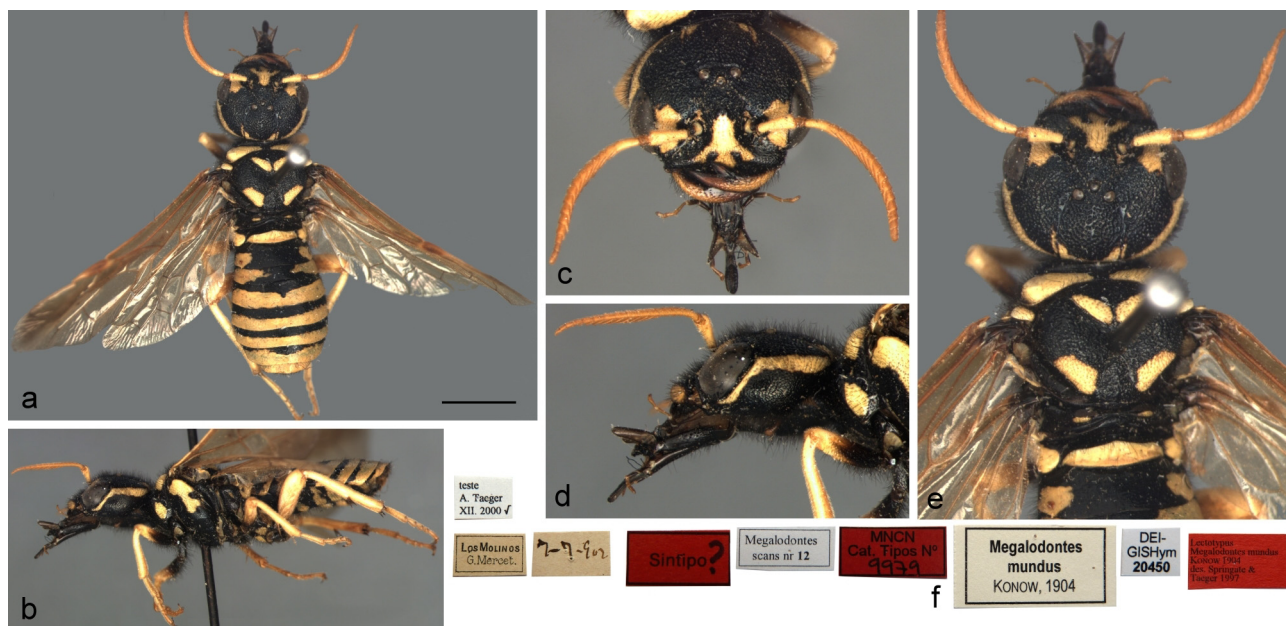 a
b
c
d
e
f
teste
A. Taeger
XII. 2000 √
LOS MOLINOS
G. Mercet.
7-7-902
Sintipo?
Megalodontes
scans nr 12
MNCN
Cat. Tipos Nº
9979
Megalodontes
mundus
KONOW, 1904
DEI-
GISHym
20450
Lectotypus
Megalodontes mundus
Konow 1904
des. Springate &
Taeger 1997